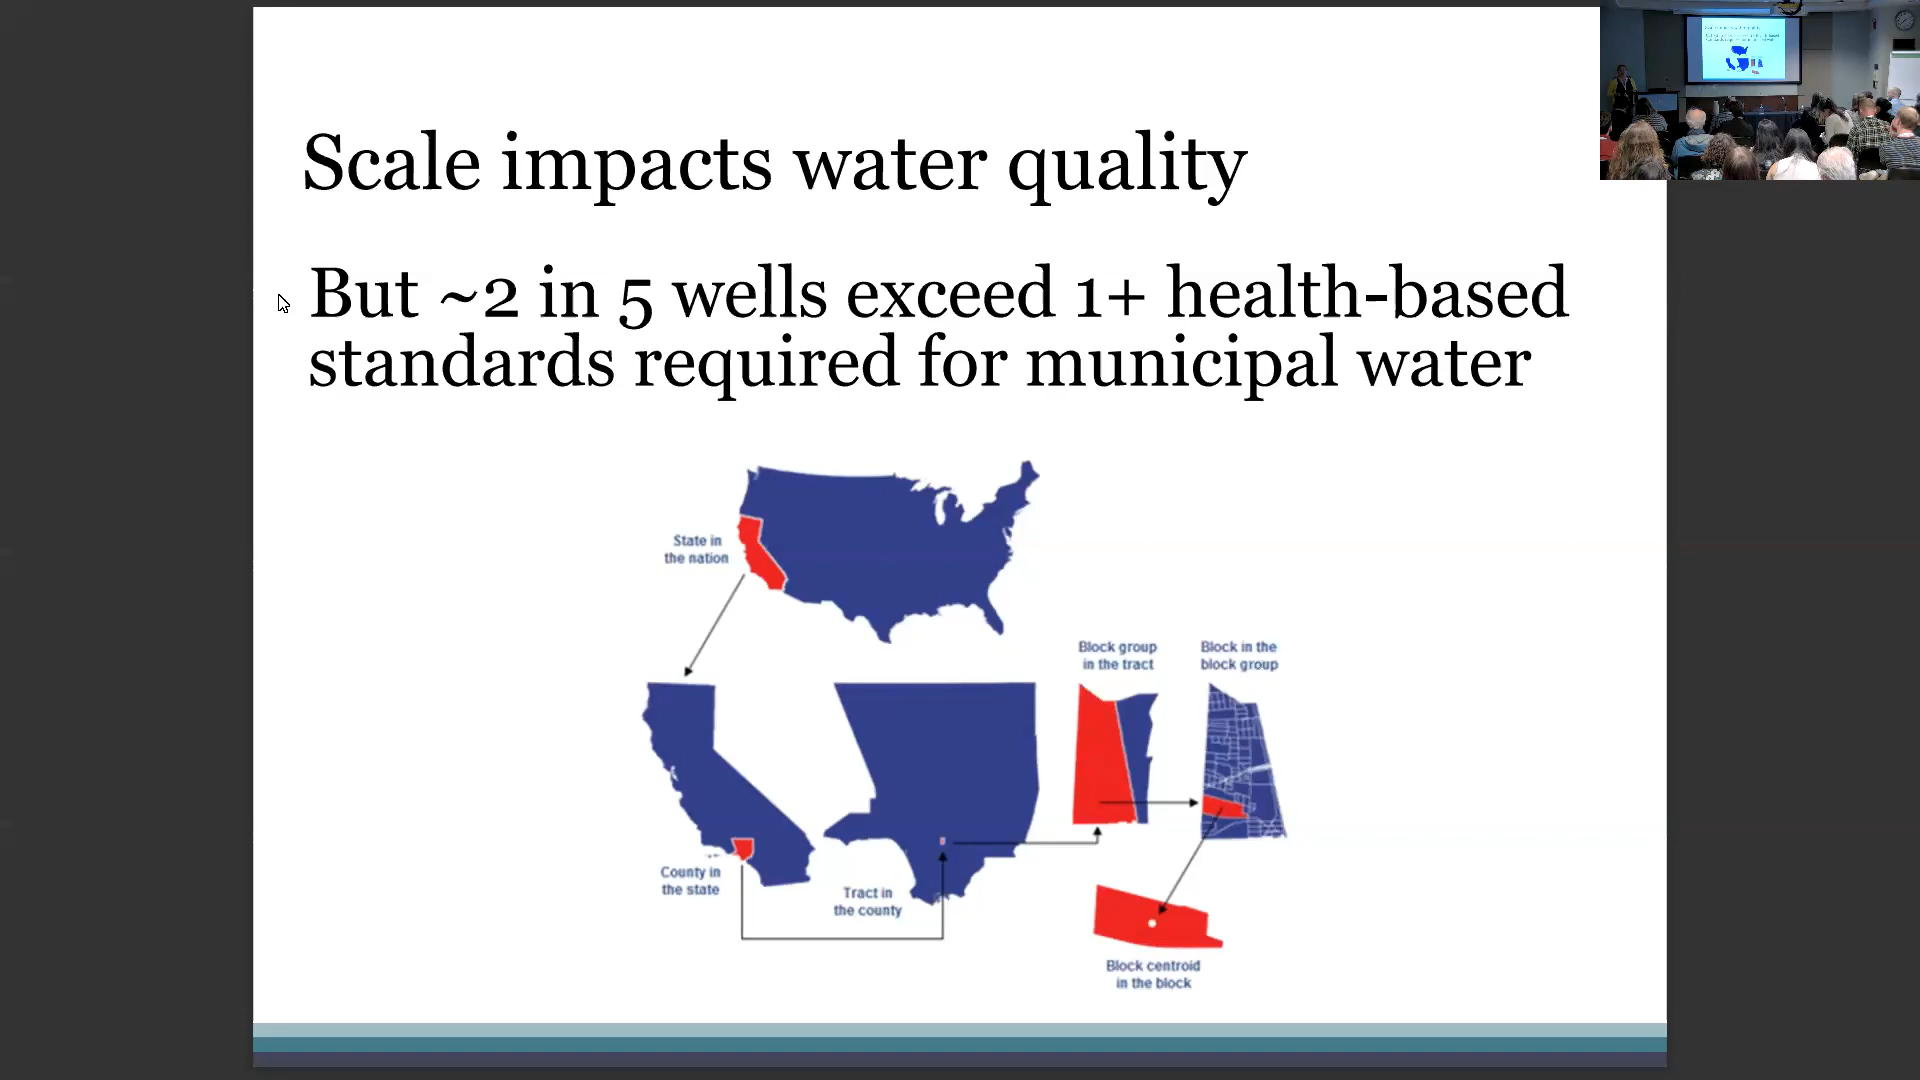 Scale impacts water quality
But ~2 in 5 wells exceed 1+ health-based
standards required for municipal water
State in
the nation
Block group
in the tract
Block in the
block group
County in
the state
Tract in
the county
Block centroid
in the block